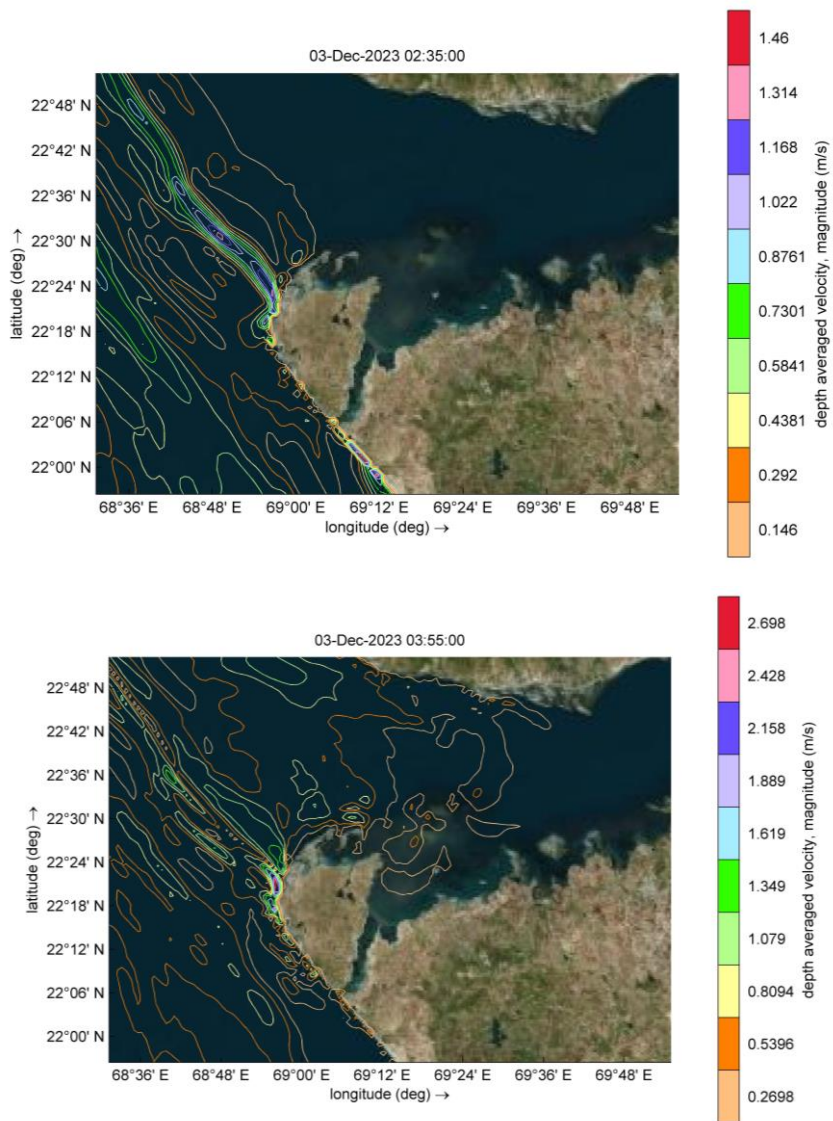 03-Dec-2023 02:35:00
22°48' N
22°42' N
22°36' N
22°30' N
22°24' N
22°18' N
22°12' N
22°06' N
22°00' N
latitude (deg) →
68°36' E 68°48' E 69°00' E 69°12' E 69°24' E 69°36' E 69°48' E
longitude (deg) →
1.46
1.314
1.168
1.022
0.8761
0.7301
0.5841
0.4381
0.292
0.146
depth averaged velocity, magnitude (m/s)
03-Dec-2023 03:55:00
22°48' N
22°42' N
22°36' N
22°30' N
22°24' N
22°18' N
22°12' N
22°06' N
22°00' N
latitude (deg) →
68°36' E 68°48' E 69°00' E 69°12' E 69°24' E 69°36' E 69°48' E
longitude (deg) →
2.698
2.428
2.158
1.889
1.619
1.349
1.079
0.8094
0.5396
0.2698
depth averaged velocity, magnitude (m/s)